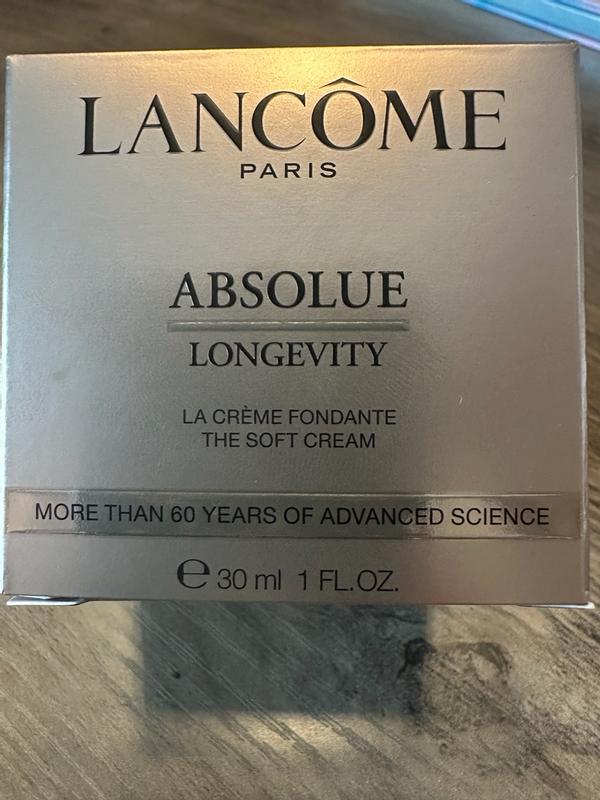 LANCÔME
PARIS
ABSOLUE
LONGEVITY
LA CRÈME FONDANTE
THE SOFT CREAM
MORE THAN 60 YEARS OF ADVANCED SCIENCE
℮ 30 ml 1 FL.OZ.